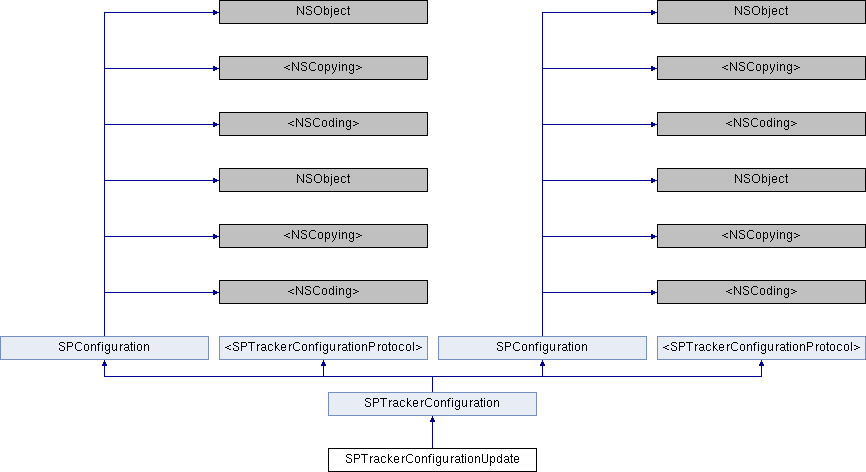 NSObject
NSObject
<NSCopying>
<NSCopying>
<NSCoding>
<NSCoding>
NSObject
NSObject
<NSCopying>
<NSCopying>
<NSCoding>
<NSCoding>
SPConfiguration
<SPTrackerConfigurationProtocol>
SPConfiguration
<SPTrackerConfigurationProtocol>
SPTrackerConfiguration
SPTrackerConfigurationUpdate